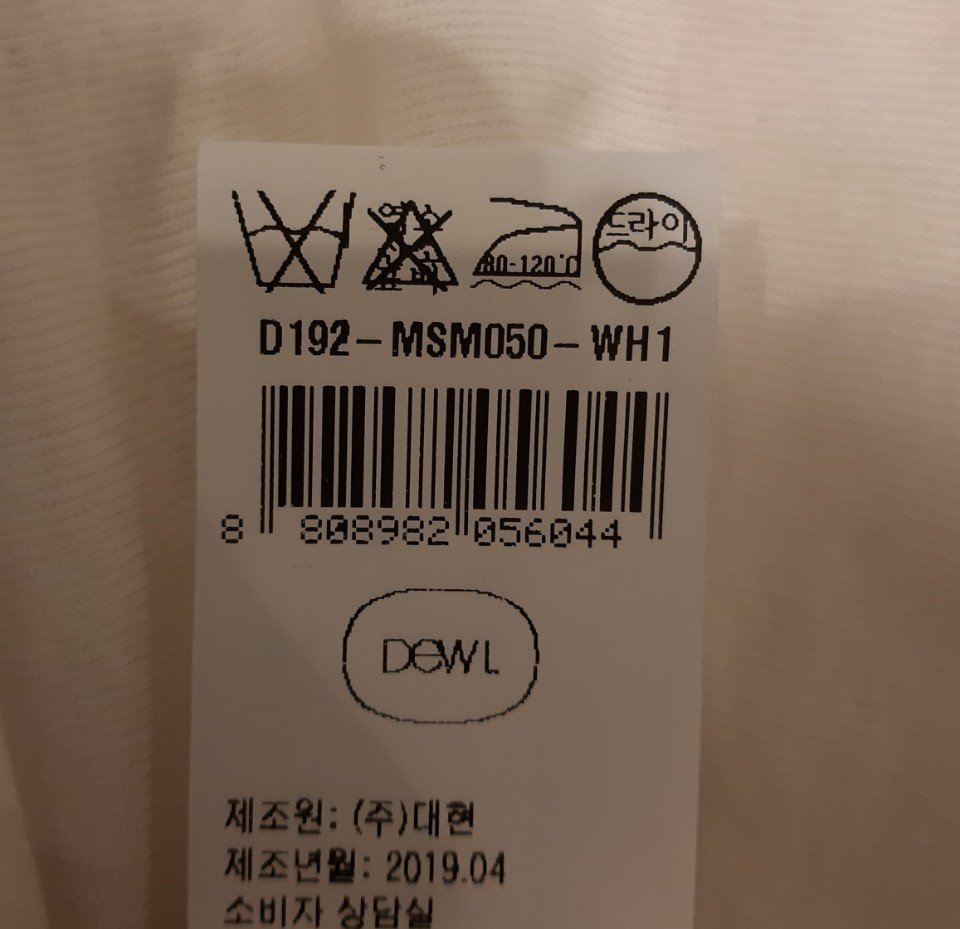 80-120℃
드라이
D192-MSM050-WH1
8 808982 056044
DEWL
제조원: (주)대현
제조년월: 2019.04
소비자 상담실